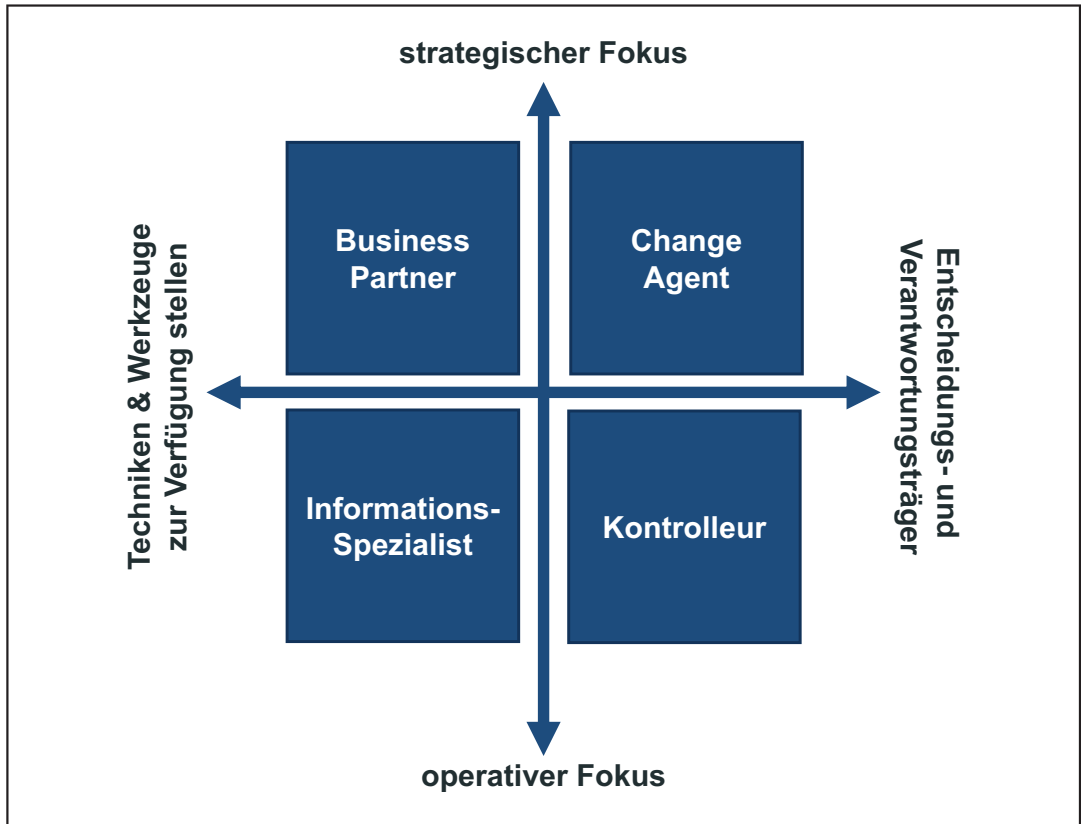 strategischer Fokus
Techniken & Werkzeuge
zur Verfügung stellen
Business
Partner
Change
Agent
Entscheidungs- und
Verantwortungsträger
Informations-
Spezialist
Kontrolleur
operativer Fokus